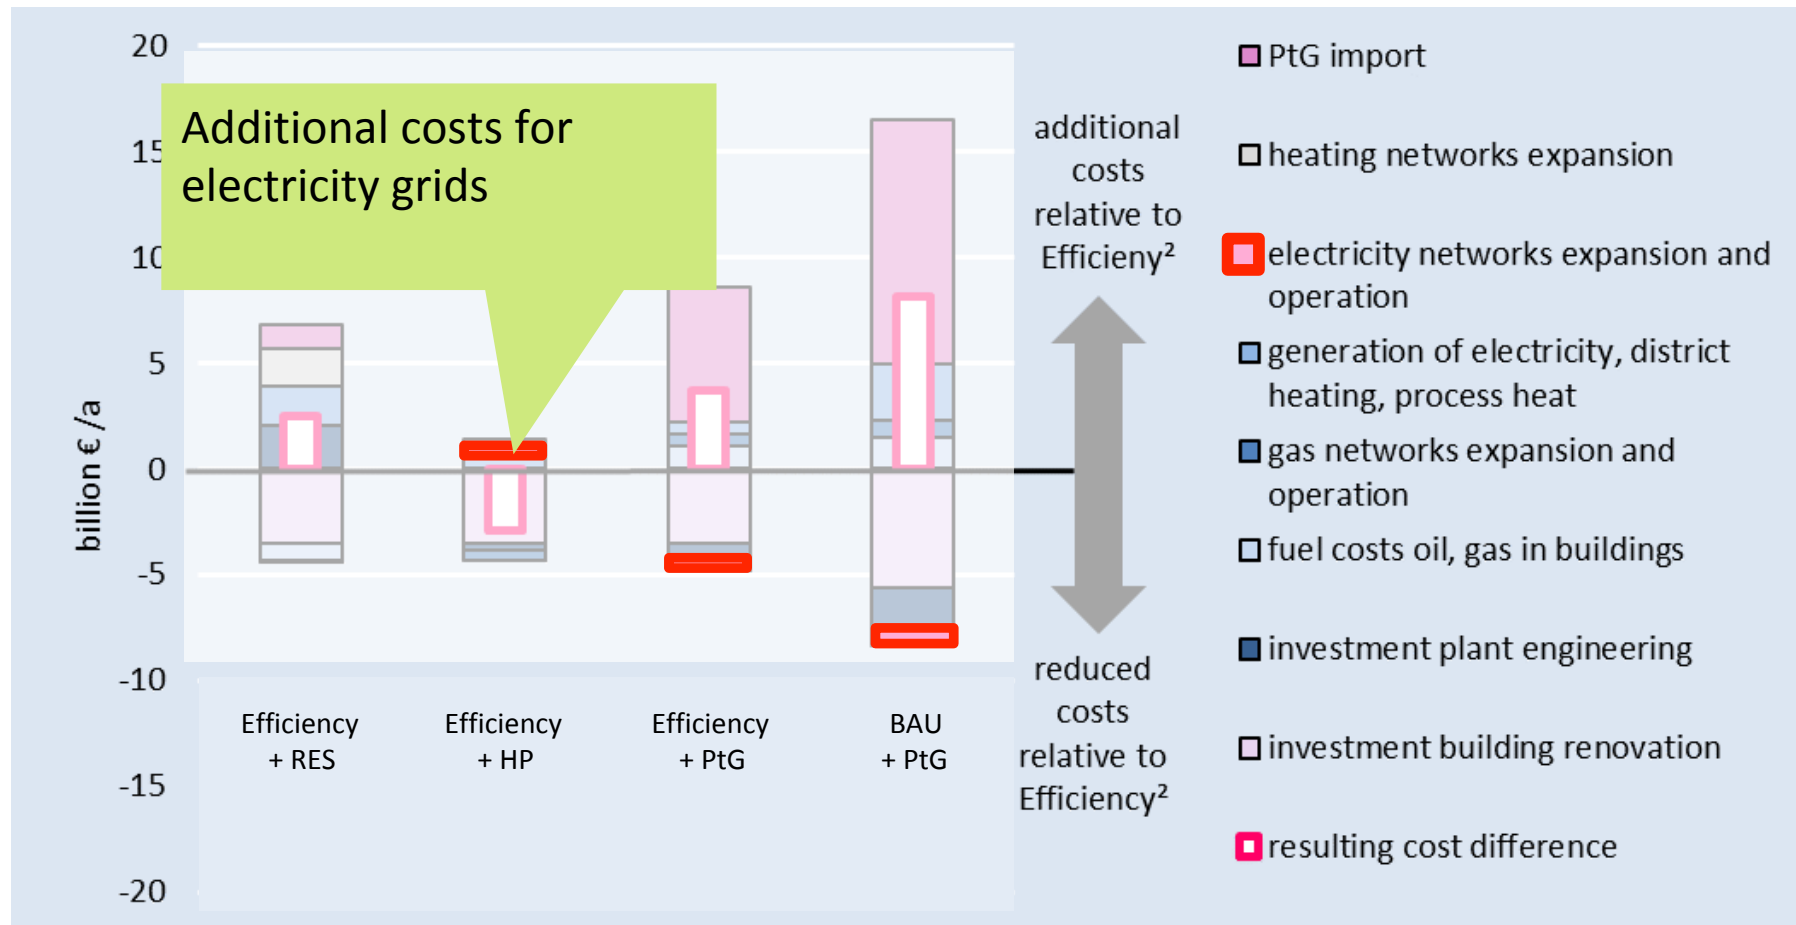 20
15
10
5
0
-5
-10
-15
-20
billion € /a
Additional costs for
electricity grids
Efficiency
+ RES
Efficiency
+ HP
Efficiency
+ PtG
BAU
+ PtG
additional
costs
relative to
Efficieny²
reduced
costs
relative to
Efficiency²
PtG import
heating networks expansion
electricity networks expansion and
operation
generation of electricity, district
heating, process heat
gas networks expansion and
operation
fuel costs oil, gas in buildings
investment plant engineering
investment building renovation
resulting cost difference